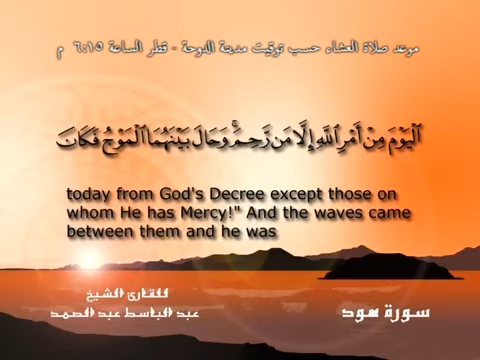 موعد صلاة العشاء حسب توقيت مدينة الدوحة - قطر الساعة ٦:١٥ م
ٱلْيَوْمَ مِنْ أَمْرِ ٱللَّهِ إِلَّا مَن رَّحِمَ ۚ وَحَالَ بَيْنَهُمَا ٱلْمَوْجُ فَكَانَ
today from God's Decree except those on
whom He has Mercy!" And the waves came
between them and he was
للقارئ الشيخ
عبد الباسط عبد الصمد
سورة هود